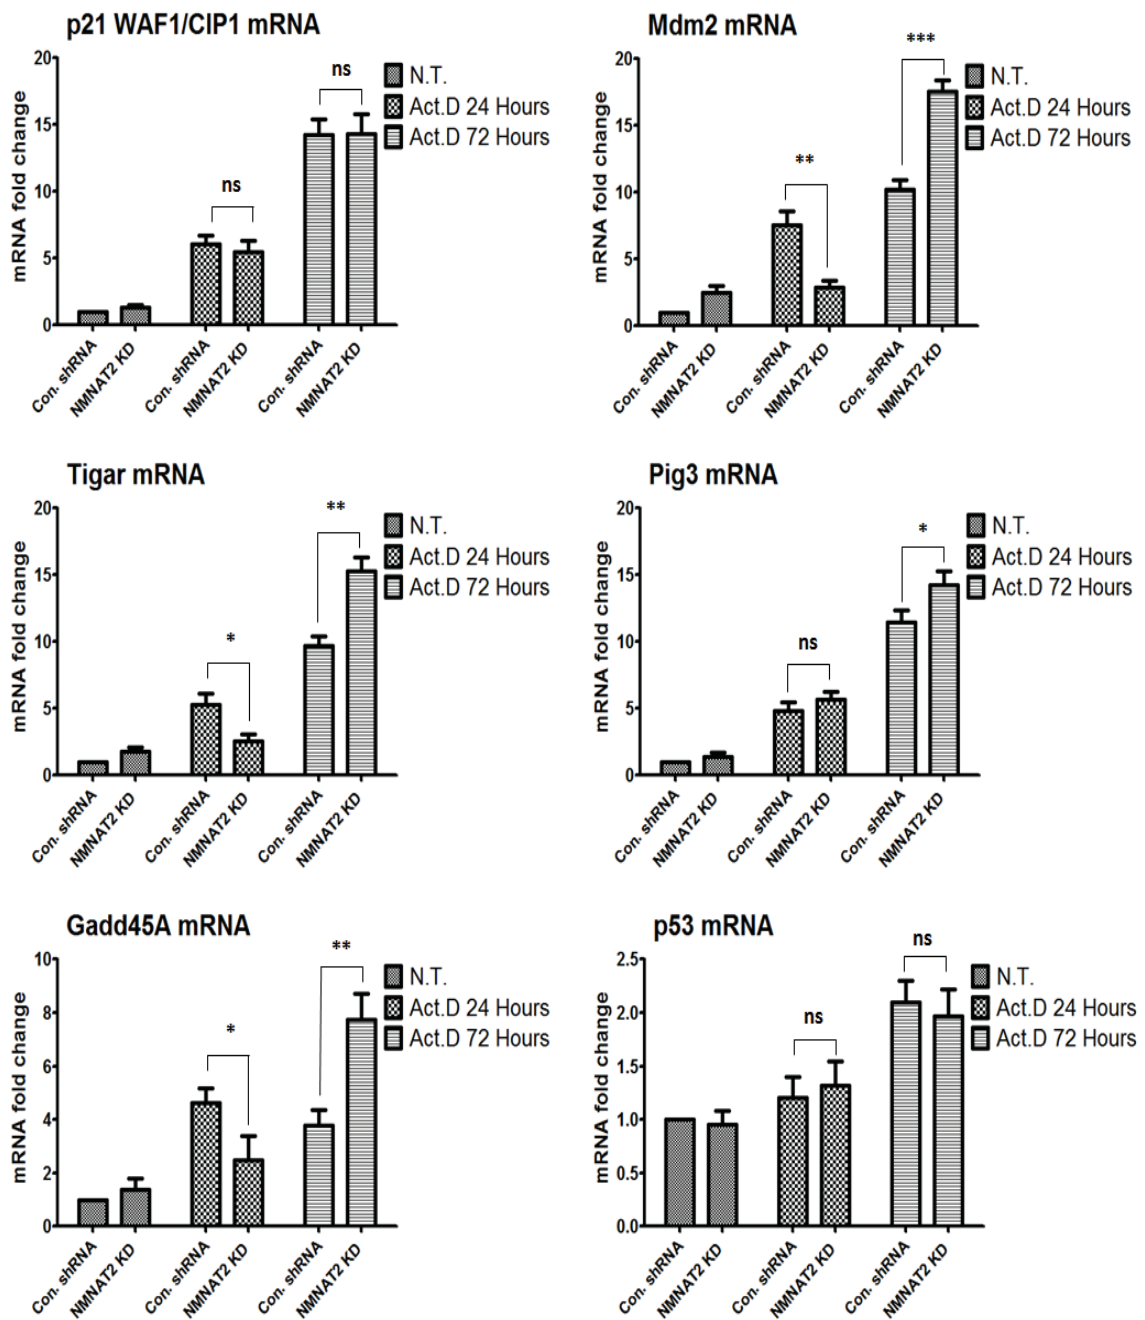 p21 WAF1/CIP1 mRNA
mRNA fold change
20
15
10
5
0
ns
ns
N.T.
Act.D 24 Hours
Act.D 72 Hours
Con. shRNA
NMNAT2 KD
Con. shRNA
NMNAT2 KD
Con. shRNA
NMNAT2 KD
Mdm2 mRNA
mRNA fold change
20
15
10
5
0
**
***
N.T.
Act.D 24 Hours
Act.D 72 Hours
Con. shRNA
NMNAT2 KD
Con. shRNA
NMNAT2 KD
Con. shRNA
NMNAT2 KD
Tigar mRNA
mRNA fold change
20
15
10
5
0
*
**
N.T.
Act.D 24 Hours
Act.D 72 Hours
Con. shRNA
NMNAT2 KD
Con. shRNA
NMNAT2 KD
Con. shRNA
NMNAT2 KD
Pig3 mRNA
mRNA fold change
20
15
10
5
0
ns
*
N.T.
Act.D 24 Hours
Act.D 72 Hours
Con. shRNA
NMNAT2 KD
Con. shRNA
NMNAT2 KD
Con. shRNA
NMNAT2 KD
Gadd45A mRNA
mRNA fold change
10
8
6
4
2
0
*
**
N.T.
Act.D 24 Hours
Act.D 72 Hours
Con. shRNA
NMNAT2 KD
Con. shRNA
NMNAT2 KD
Con. shRNA
NMNAT2 KD
p53 mRNA
mRNA fold change
2.5
2.0
1.5
1.0
0.5
0.0
ns
ns
N.T.
Act.D 24 Hours
Act.D 72 Hours
Con. shRNA
NMNAT2 KD
Con. shRNA
NMNAT2 KD
Con. shRNA
NMNAT2 KD